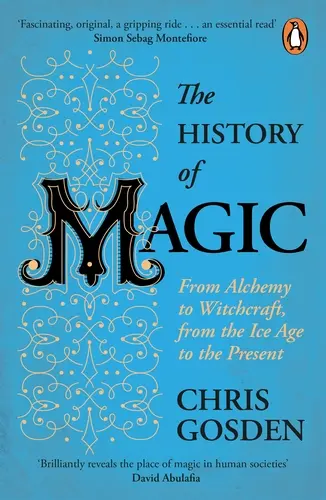 'Fascinating, original, a gripping ride . . . an essential read'
Simon Sebag Montefiore
The
HISTORY
of
MAGIC
From Alchemy
to Witchcraft,
from the Ice Age
to the Present
CHRIS
GOSDEN
'Brilliantly reveals the place of magic in human societies'
David Abulafia